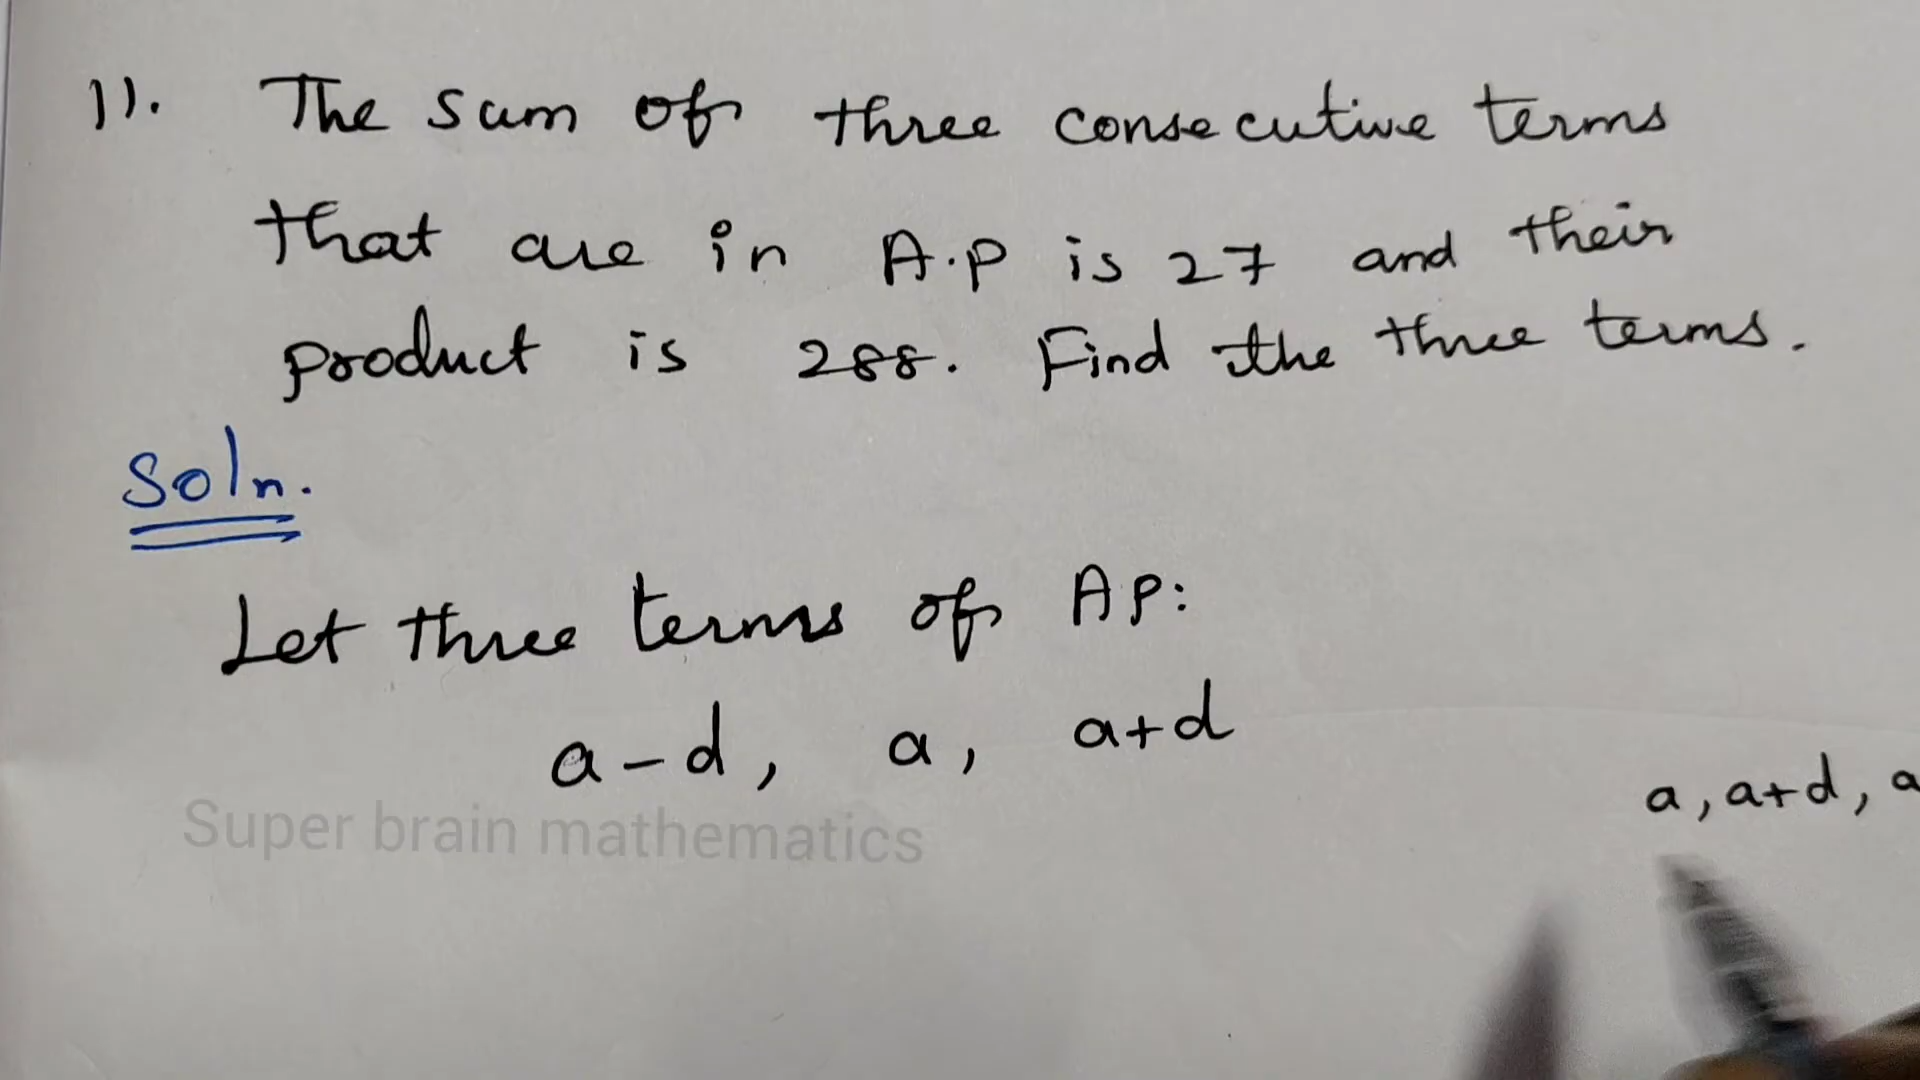 11. The sum of three consecutive terms
that are in A.P is 27 and their
product is 288. Find the three terms.
Soln.
Let three terms of AP:
a-d, a, a+d
a, a+d, a
Super brain mathematics